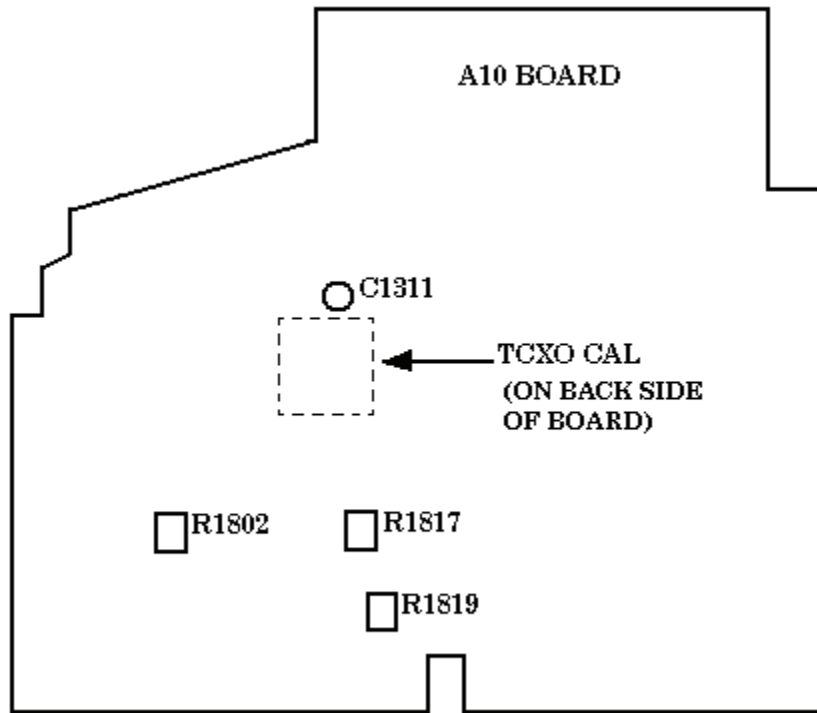 A10 BOARD
C1311
TCXO CAL
(ON BACK SIDE
OF BOARD)
R1802
R1817
R1819